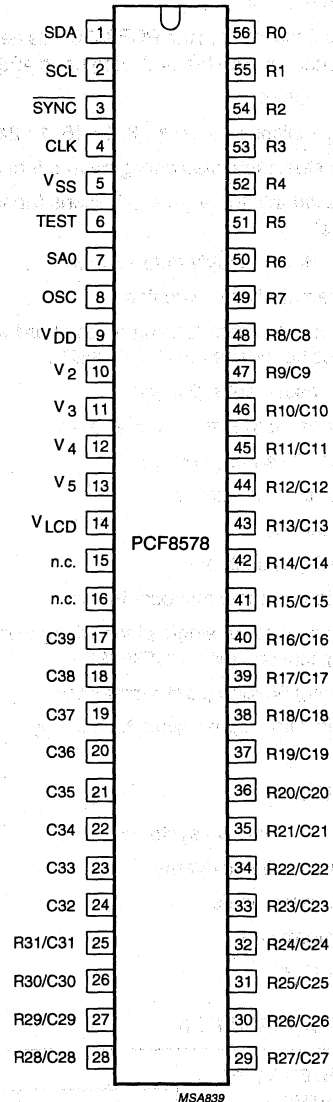 SDA 1 56 R0
SCL 2 55 R1
SYNC 3 54 R2
CLK 4 53 R3
VSS 5 52 R4
TEST 6 51 R5
SA0 7 50 R6
OSC 8 49 R7
VDD 9 48 R8/C8
V2 10 47 R9/C9
V3 11 46 R10/C10
V4 12 45 R11/C11
V5 13 44 R12/C12
VLCD 14 43 R13/C13
PCF8578
n.c. 15 42 R14/C14
n.c. 16 41 R15/C15
C39 17 40 R16/C16
C38 18 39 R17/C17
C37 19 38 R18/C18
C36 20 37 R19/C19
C35 21 36 R20/C20
C34 22 35 R21/C21
C33 23 34 R22/C22
C32 24 33 R23/C23
R31/C31 25 32 R24/C24
R30/C30 26 31 R25/C25
R29/C29 27 30 R26/C26
R28/C28 28 29 R27/C27
MSA839